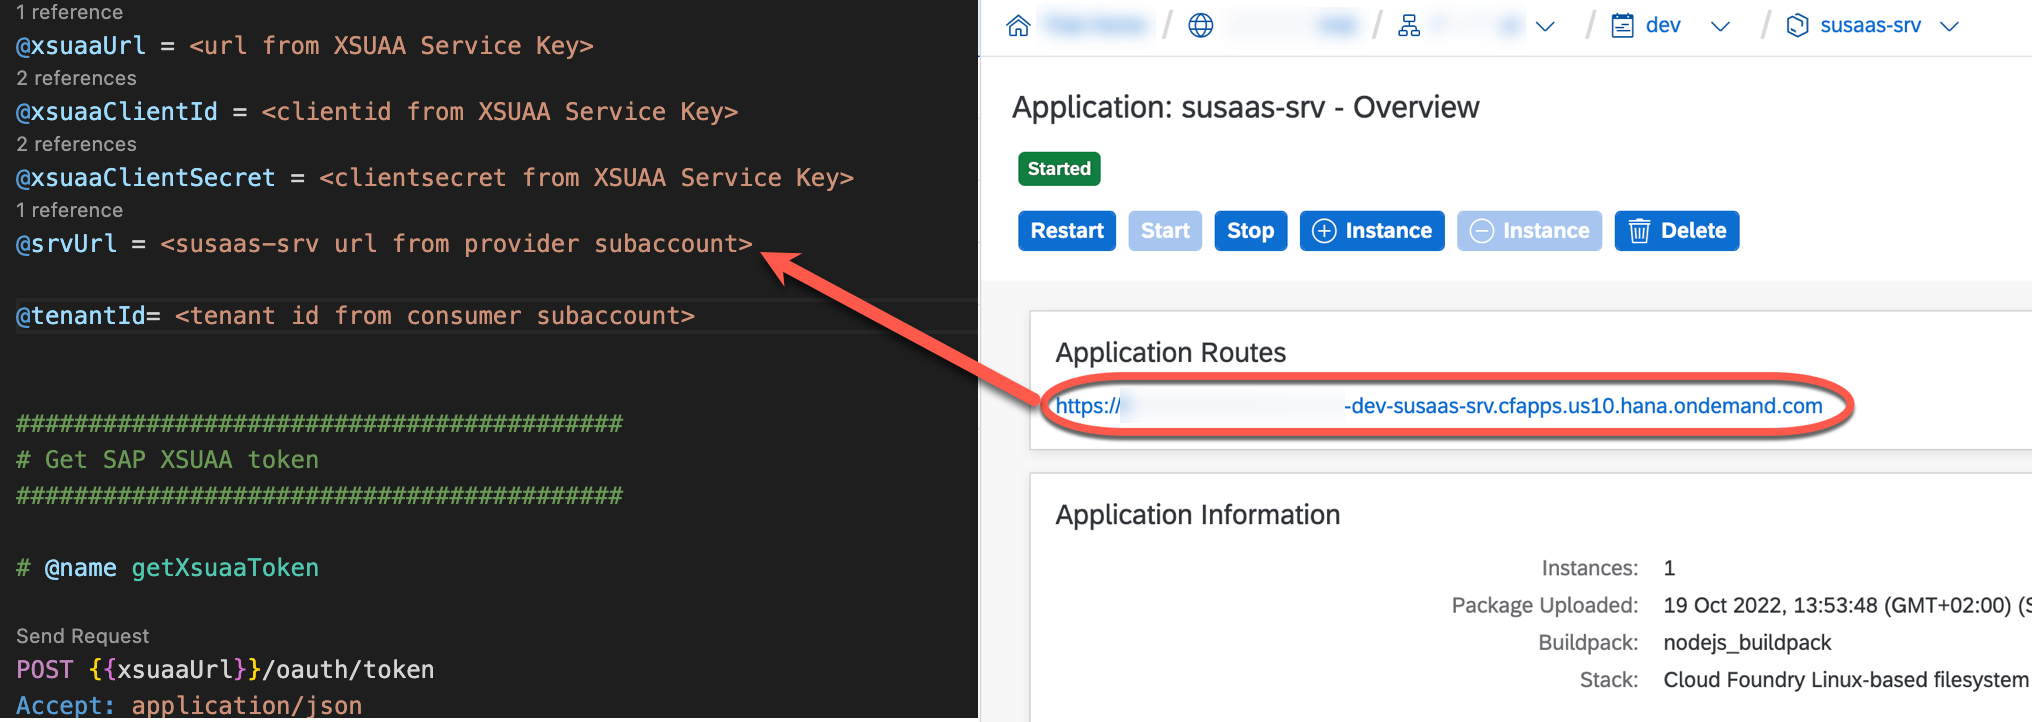 1 reference
@xsuaaUrl = <url from XSUAA Service Key>
2 references
@xsuaaClientId = <clientid from XSUAA Service Key>
2 references
@xsuaaClientSecret = <clientsecret from XSUAA Service Key>
1 reference
@srvUrl = <susaas-srv url from provider subaccount>
@tenantId= <tenant id from consumer subaccount>
##########################################
# Get SAP XSUAA token
##########################################
# @name getXsuaaToken
Send Request
POST {{xsuaaUrl}}/oauth/token
Accept: application/json
/ / / dev / susaas-srv
Application: susaas-srv - Overview
Started
Restart Start Stop + Instance - Instance Delete
Application Routes
https:// -dev-susaas-srv.cfapps.us10.hana.ondemand.com
Application Information
Instances: 1
Package Uploaded: 19 Oct 2022, 13:53:48 (GMT+02:00) (
Buildpack: nodejs_buildpack
Stack: Cloud Foundry Linux-based filesystem